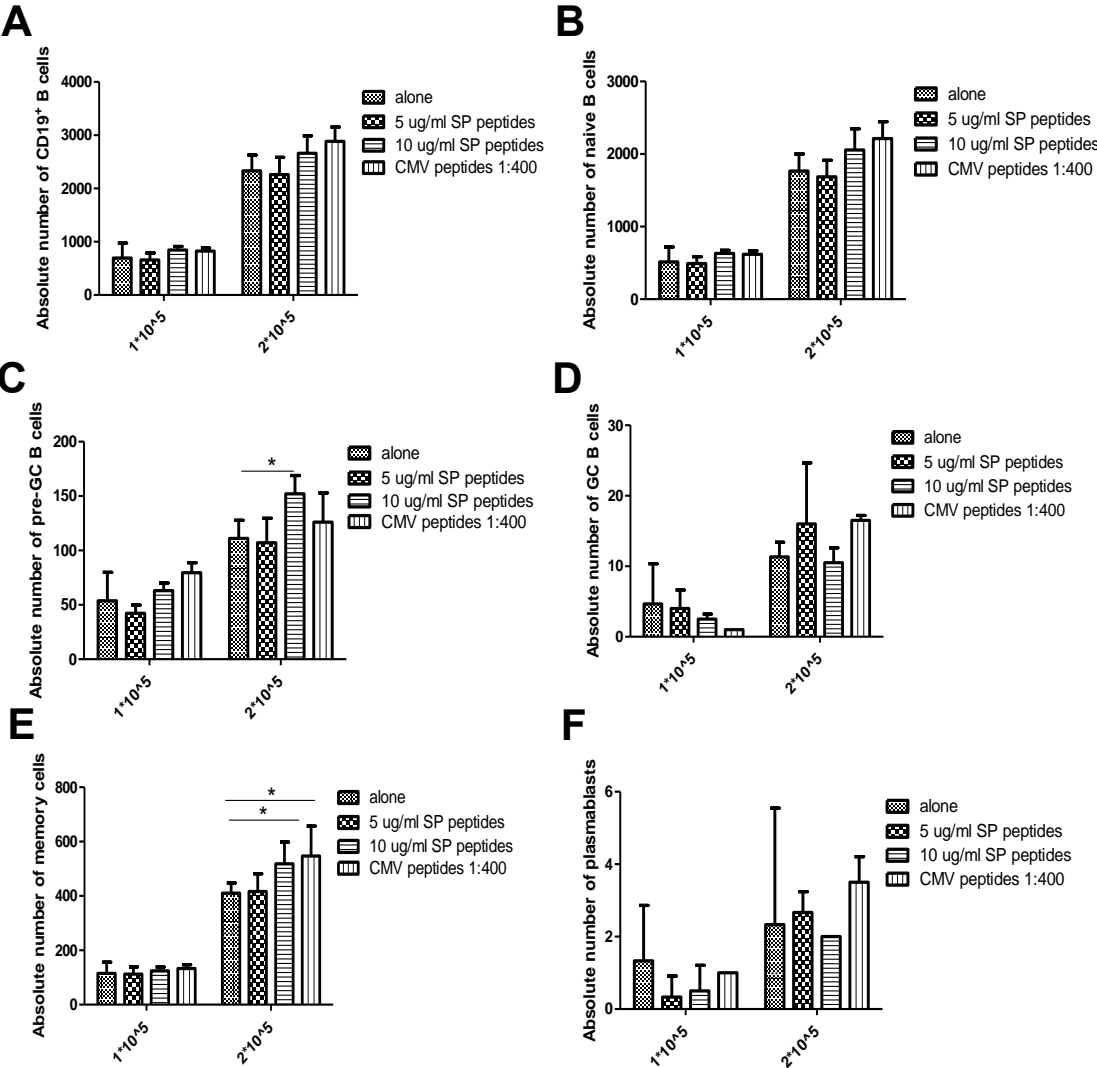 A
Absolute number of CD19+ B cells
4000
3000
2000
1000
0
1*10^5
2*10^5
alone
5 ug/ml SP peptides
10 ug/ml SP peptides
CMV peptides 1:400
B
Absolute number of naive B cells
3000
2000
1000
0
1*10^5
2*10^5
alone
5 ug/ml SP peptides
10 ug/ml SP peptides
CMV peptides 1:400
C
Absolute number of pre-GC B cells
200
150
100
50
0
*
1*10^5
2*10^5
alone
5 ug/ml SP peptides
10 ug/ml SP peptides
CMV peptides 1:400
D
Absolute number of GC B cells
30
20
10
0
1*10^5
2*10^5
alone
5 ug/ml SP peptides
10 ug/ml SP peptides
CMV peptides 1:400
E
Absolute number of memory cells
800
600
400
200
0
*
*
1*10^5
2*10^5
alone
5 ug/ml SP peptides
10 ug/ml SP peptides
CMV peptides 1:400
F
Absolute number of plasmablasts
6
4
2
0
1*10^5
2*10^5
alone
5 ug/ml SP peptides
10 ug/ml SP peptides
CMV peptides 1:400